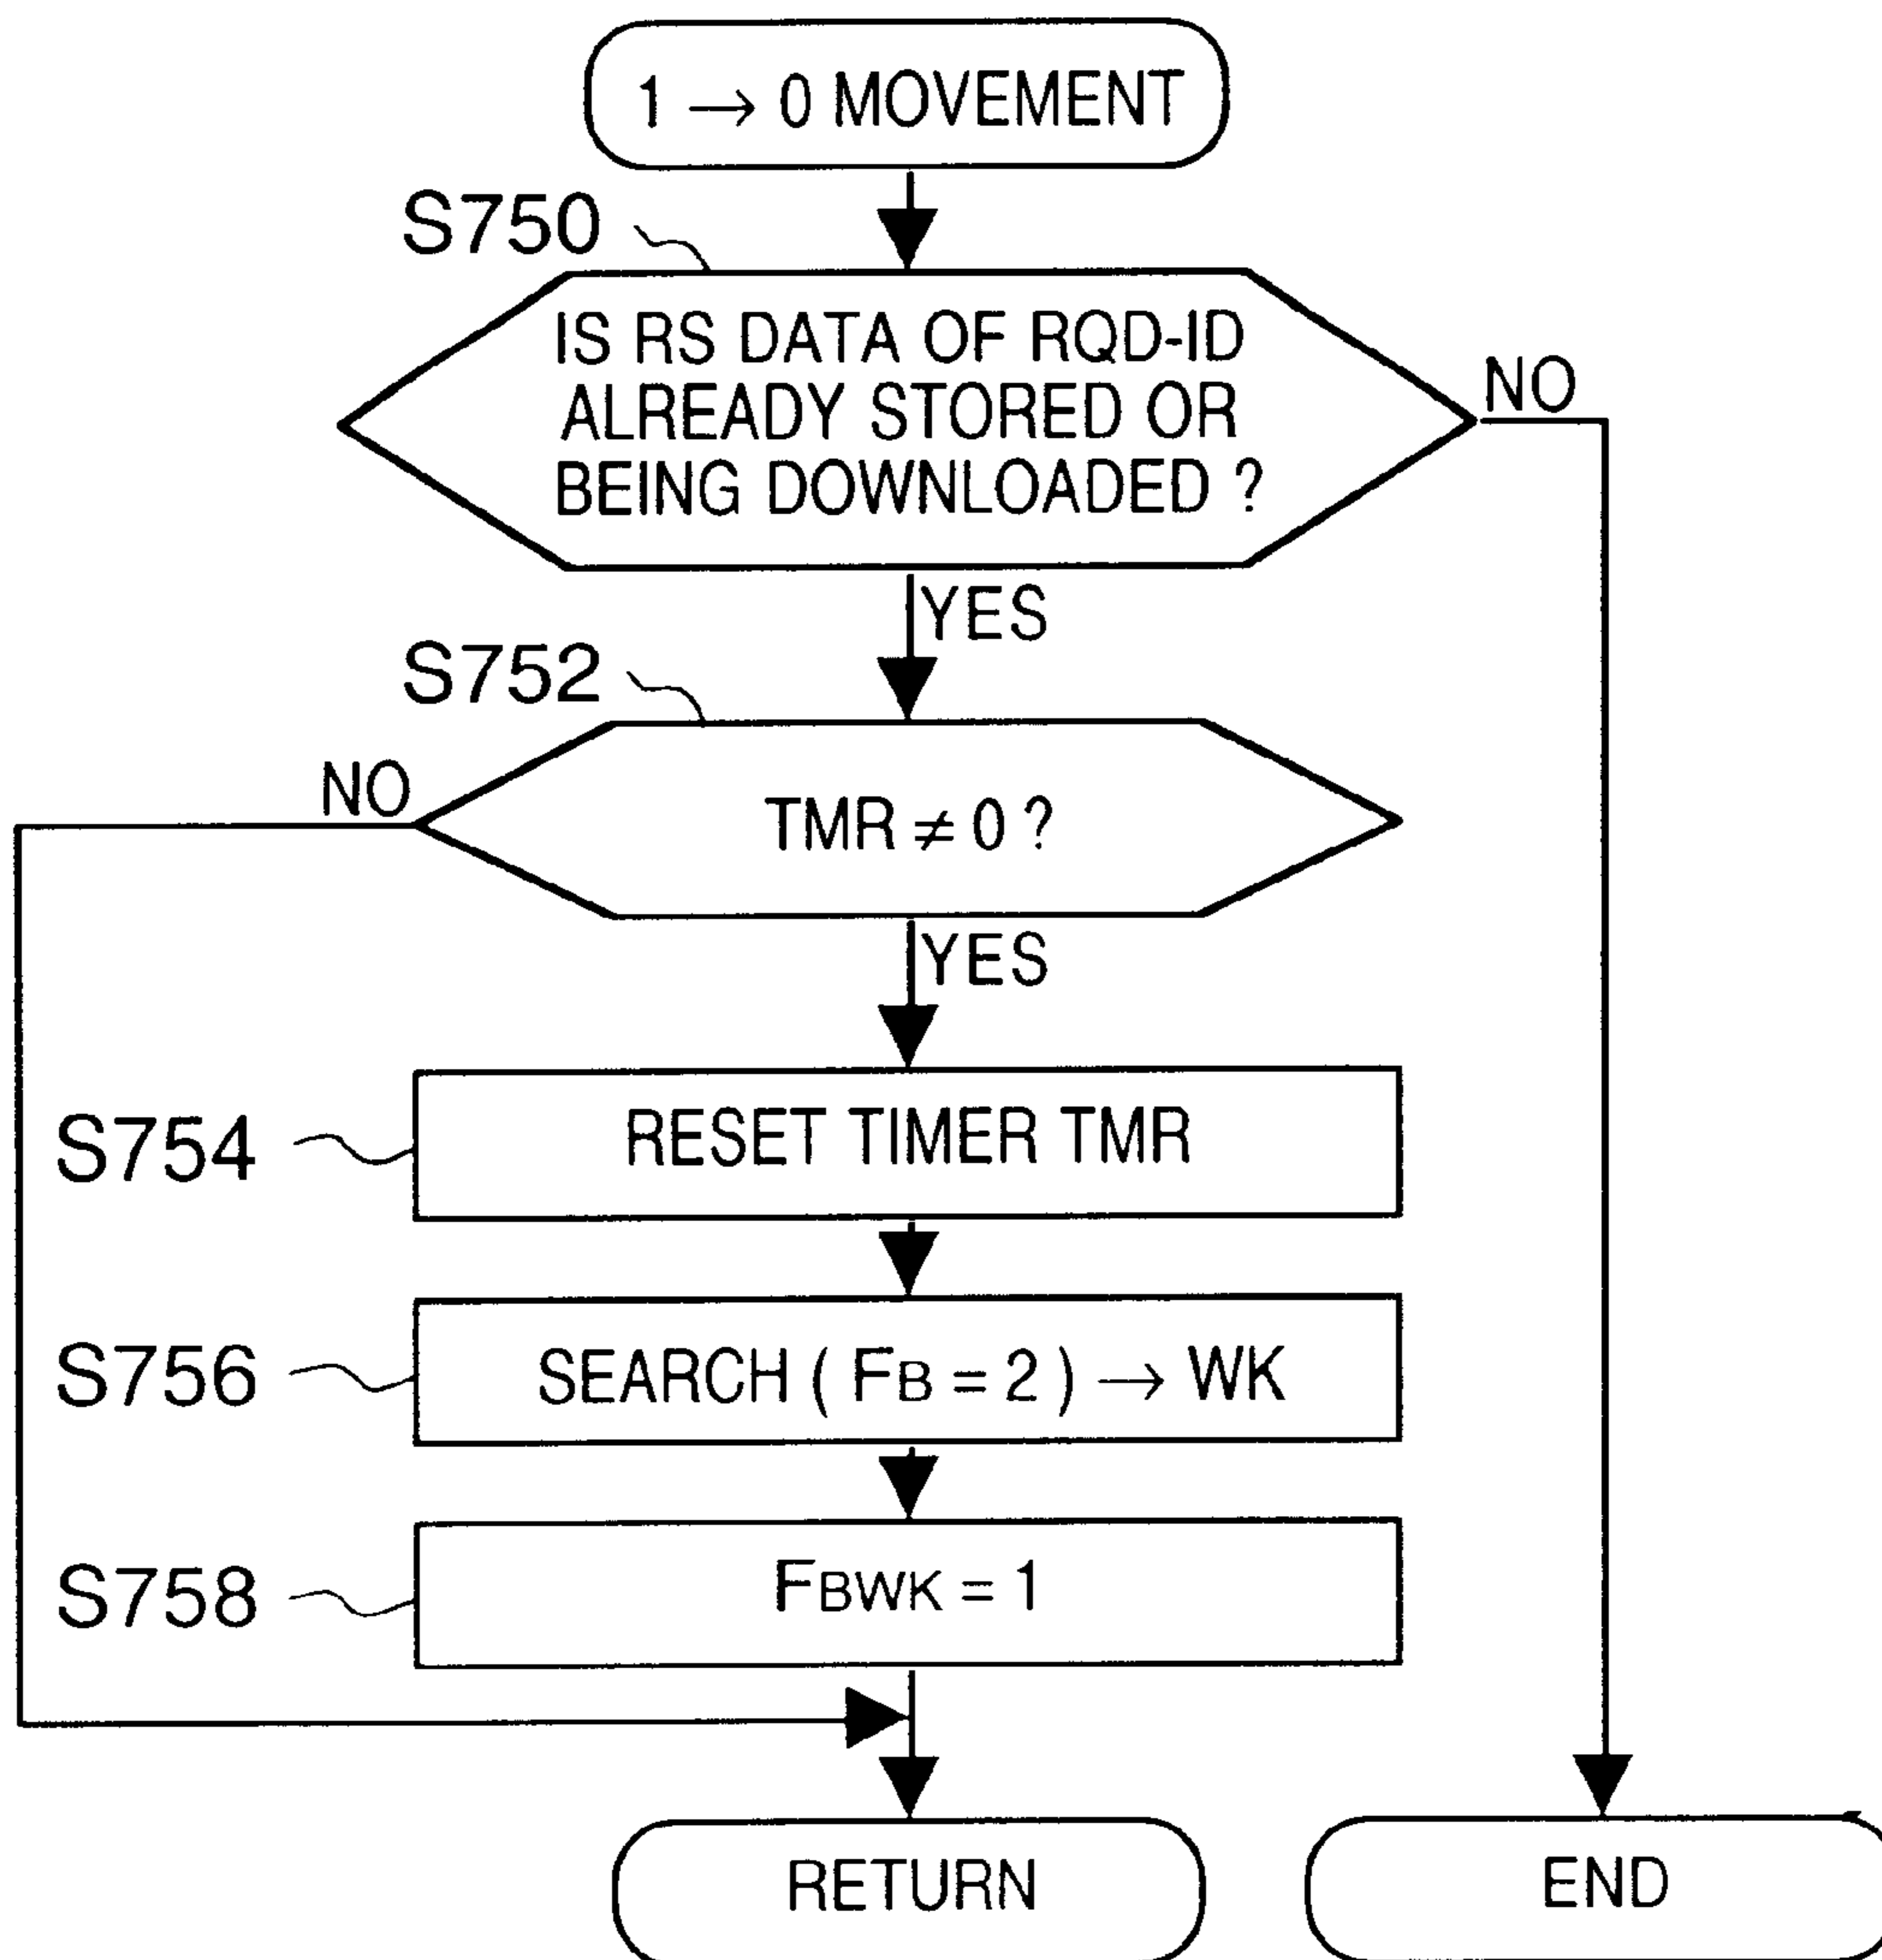 1 → 0 MOVEMENT
S750
IS RS DATA OF RQD-ID
ALREADY STORED OR
BEING DOWNLOADED ?
NO
YES
S752
NO
TMR ≠ 0 ?
YES
S754
RESET TIMER TMR
S756
SEARCH ( FB = 2 ) → WK
S758
FBWK = 1
RETURN
END